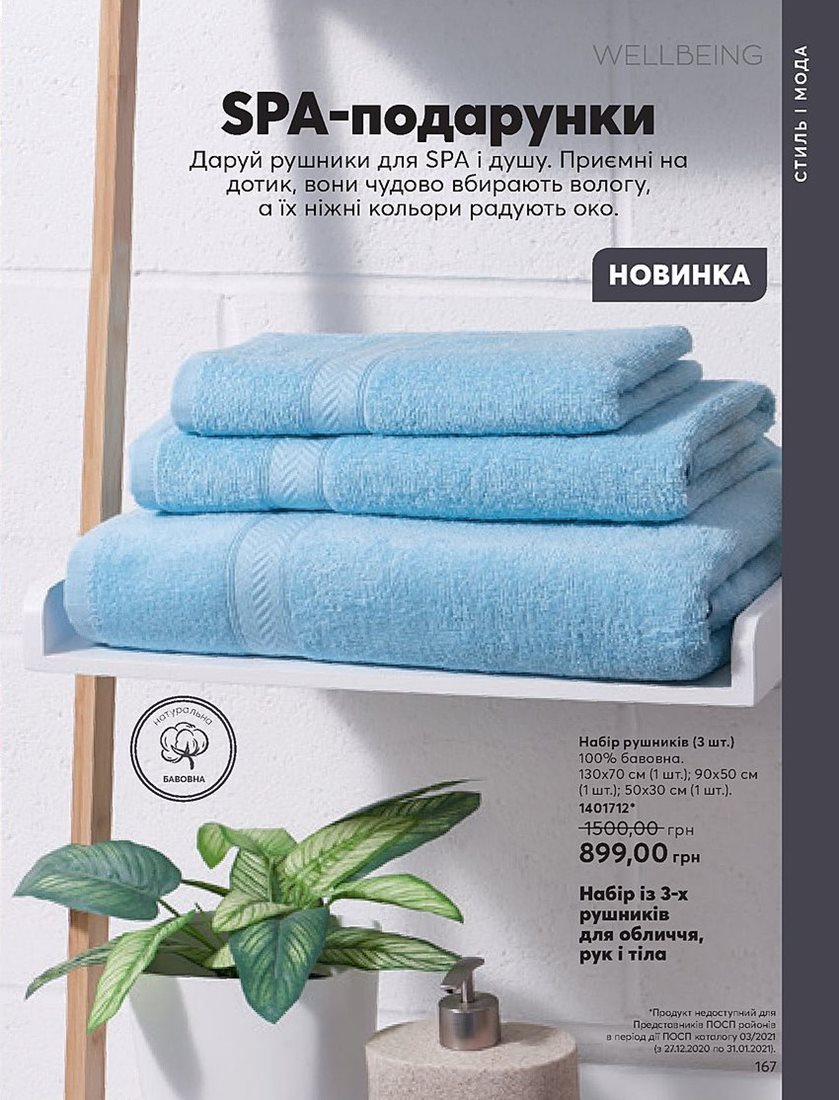 WELLBEING
СТИЛЬ І МОДА
SPA-подарунки
Даруй рушники для SPA і душу. Приємні на
дотик, вони чудово вбирають вологу,
а їх ніжні кольори радують око.
НОВИНКА
натуральна
БАВОВНА
Набір рушників (3 шт.)
100% бавовна.
130х70 см (1 шт.); 90х50 см
(1 шт.); 50х30 см (1 шт.).
1401712*
1500,00 грн
899,00 грн
Набір із 3-х
рушників
для обличчя,
рук і тіла
*Продукт недоступний для
Представників ПОСП районів
в період дії ПОСП каталогу 03/2021
(з 27.12.2020 по 31.01.2021).
167